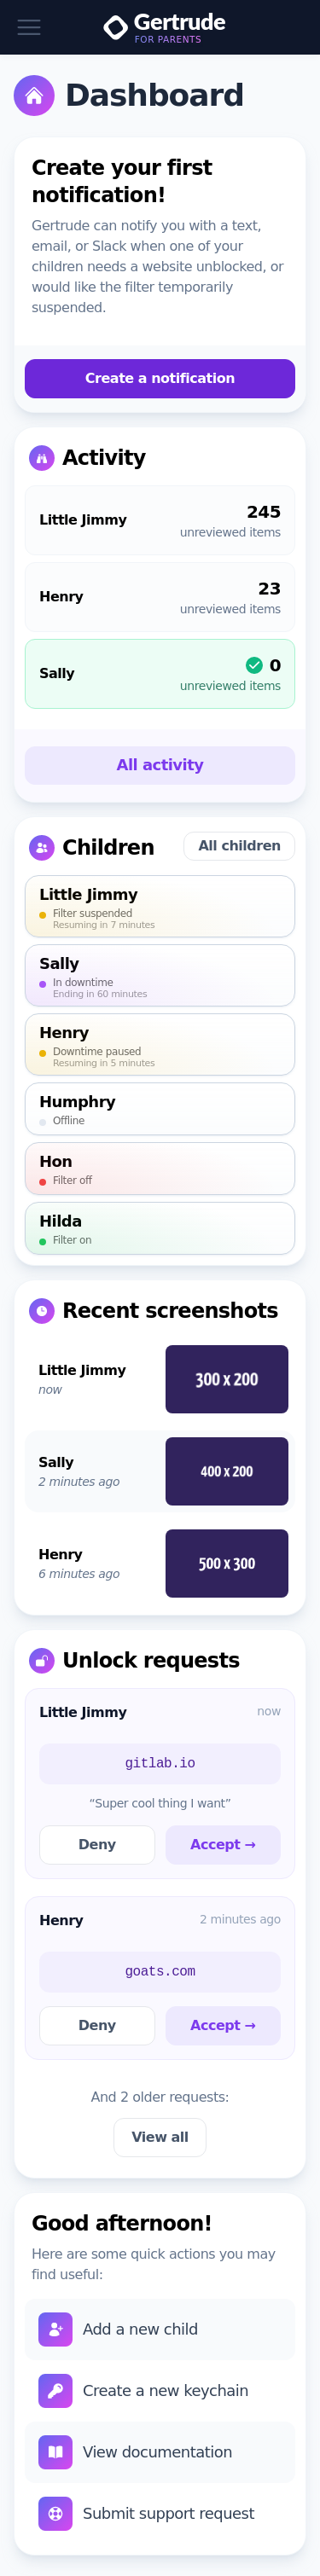 Gertrude
FOR PARENTS
Dashboard
Create your first
notification!
Gertrude can notify you with a text,
email, or Slack when one of your
children needs a website unblocked, or
would like the filter temporarily
suspended.
Create a notification
Activity
Little Jimmy
245
unreviewed items
Henry
23
unreviewed items
Sally
0
unreviewed items
All activity
Children
All children
Little Jimmy
Filter suspended
Resuming in 7 minutes
Sally
In downtime
Ending in 60 minutes
Henry
Downtime paused
Resuming in 5 minutes
Humphry
Offline
Hon
Filter off
Hilda
Filter on
Recent screenshots
Little Jimmy
now
300 x 200
Sally
2 minutes ago
400 x 200
Henry
6 minutes ago
500 x 300
Unlock requests
Little Jimmy
now
gitlab.io
“Super cool thing I want”
Deny
Accept →
Henry
2 minutes ago
goats.com
Deny
Accept →
And 2 older requests:
View all
Good afternoon!
Here are some quick actions you may
find useful:
Add a new child
Create a new keychain
View documentation
Submit support request